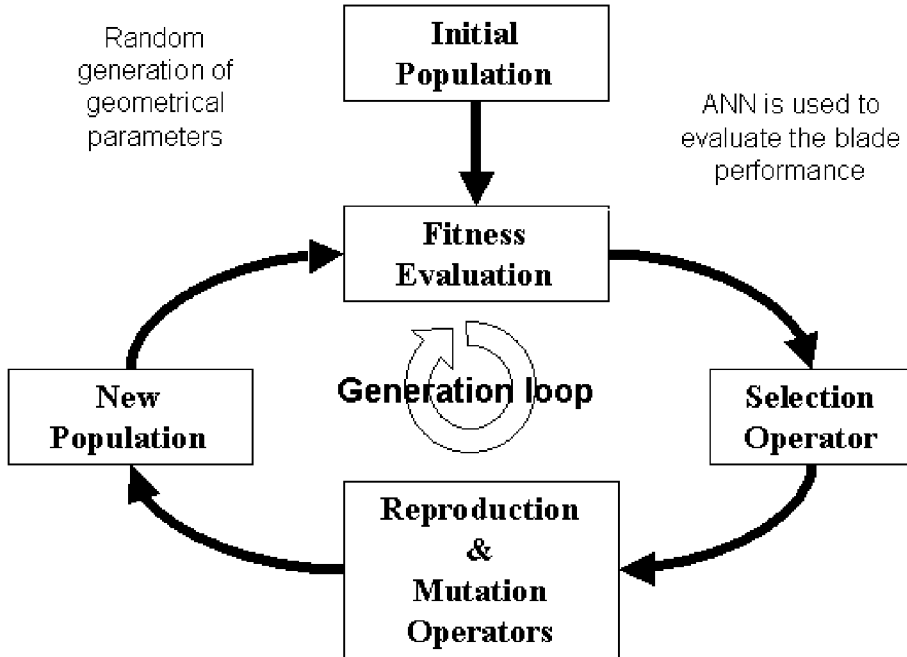 Random
generation of
geometrical
parameters
Initial
Population
ANN is used to
evaluate the blade
performance
Fitness
Evaluation
Generation loop
New
Population
Selection
Operator
Reproduction
&
Mutation
Operators